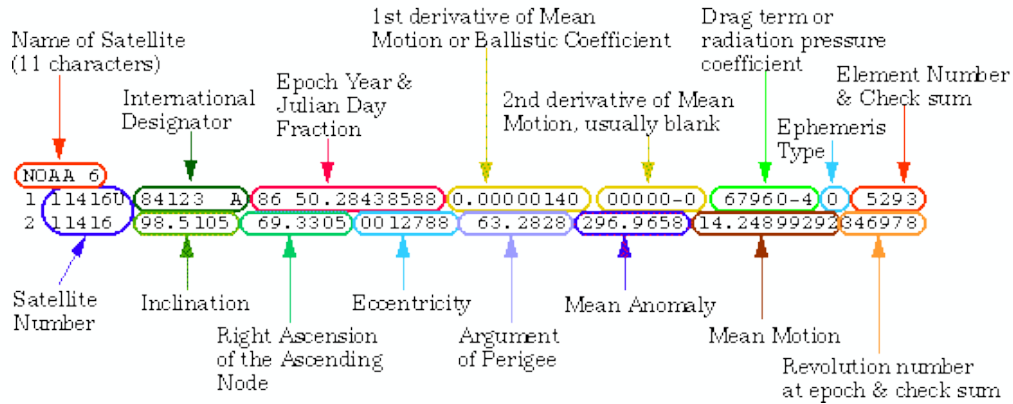 Name of Satellite
(11 characters)
International
Designator
Epoch Year &
Julian Day
Fraction
1st derivative of Mean
Motion or Ballistic Coefficient
2nd derivative of Mean
Motion, usually blank
Drag term or
radiation pressure
coefficient
Ephemeris
Type
Element Number
& Check sum
NOAA 6
1 11416U 84123 A 86 50.28438588 0.00000140 00000-0 67960-4 0 5293
2 11416 98.5105 69.3305 0012788 63.2828 296.9658 14.24899292 346978
Satellite
Number
Inclination
Right Ascension
of the Ascending
Node
Eccentricity
Argument
of Perigee
Mean Anomaly
Mean Motion
Revolution number
at epoch & check sum